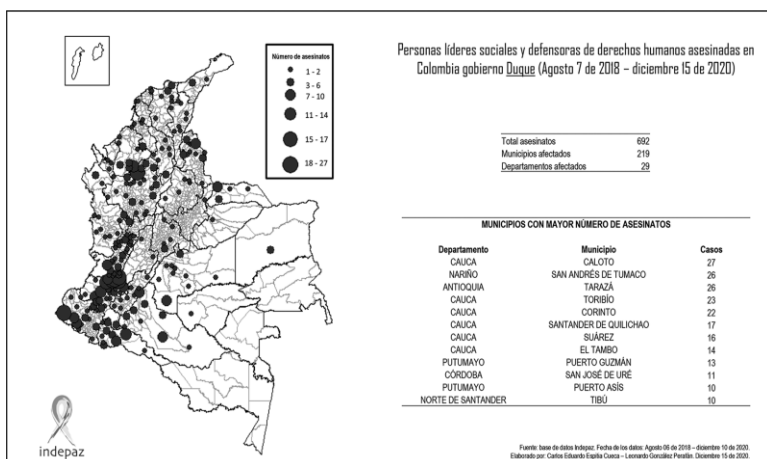 Número de asesinatos
1 - 2
3 - 6
7 - 10
11 - 14
15 - 17
18 - 27
indepaz
Personas líderes sociales y defensoras de derechos humanos asesinadas en
Colombia gobierno Duque (Agosto 7 de 2018 – diciembre 15 de 2020)
Total asesinatos 692
Municipios afectados 219
Departamentos afectados 29
MUNICIPIOS CON MAYOR NÚMERO DE ASESINATOS
Departamento Municipio Casos
CAUCA CALOTO 27
NARIÑO SAN ANDRÉS DE TUMACO 26
ANTIOQUIA TARAZÁ 26
CAUCA TORIBÍO 23
CAUCA CORINTO 22
CAUCA SANTANDER DE QUILICHAO 17
CAUCA SUÁREZ 16
CAUCA EL TAMBO 14
PUTUMAYO PUERTO GUZMÁN 13
CÓRDOBA SAN JOSÉ DE URÉ 11
PUTUMAYO PUERTO ASÍS 10
NORTE DE SANTANDER TIBÚ 10
Fuente: base de datos Indepaz. Fecha de los datos: Agosto 06 de 2018 – diciembre 10 de 2020.
Elaborado por: Carlos Eduardo Espitia Cueca – Leonardo González Perafán. Diciembre 15 de 2020.